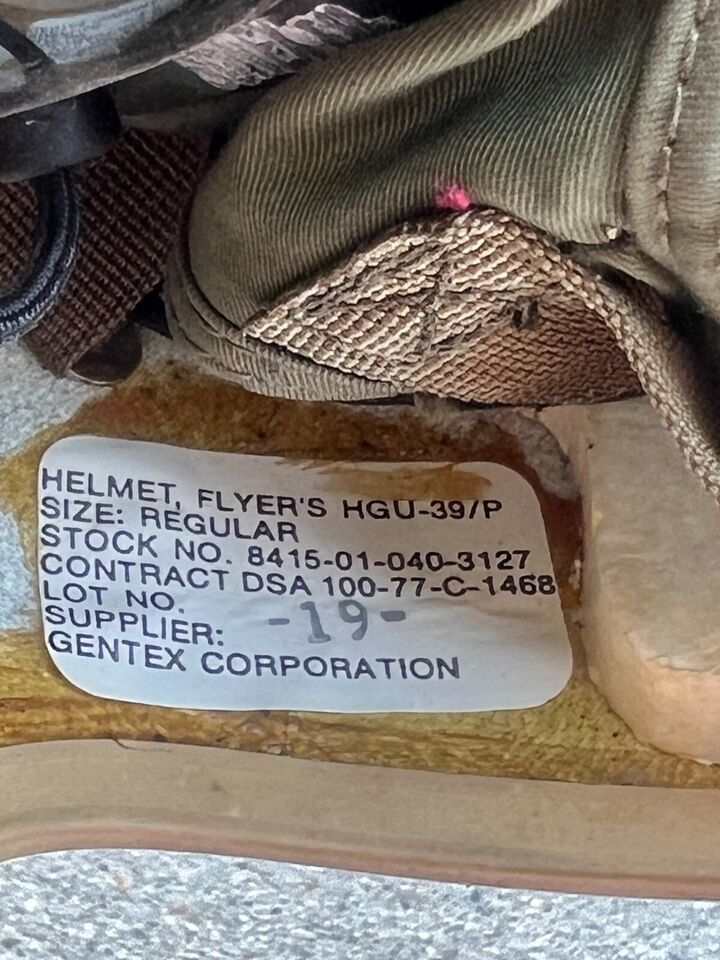 HELMET, FLYER'S HGU-39/P
SIZE: REGULAR
STOCK NO. 8415-01-040-3127
CONTRACT DSA 100-77-C-1468
LOT NO. -19-
SUPPLIER:
GENTEX CORPORATION